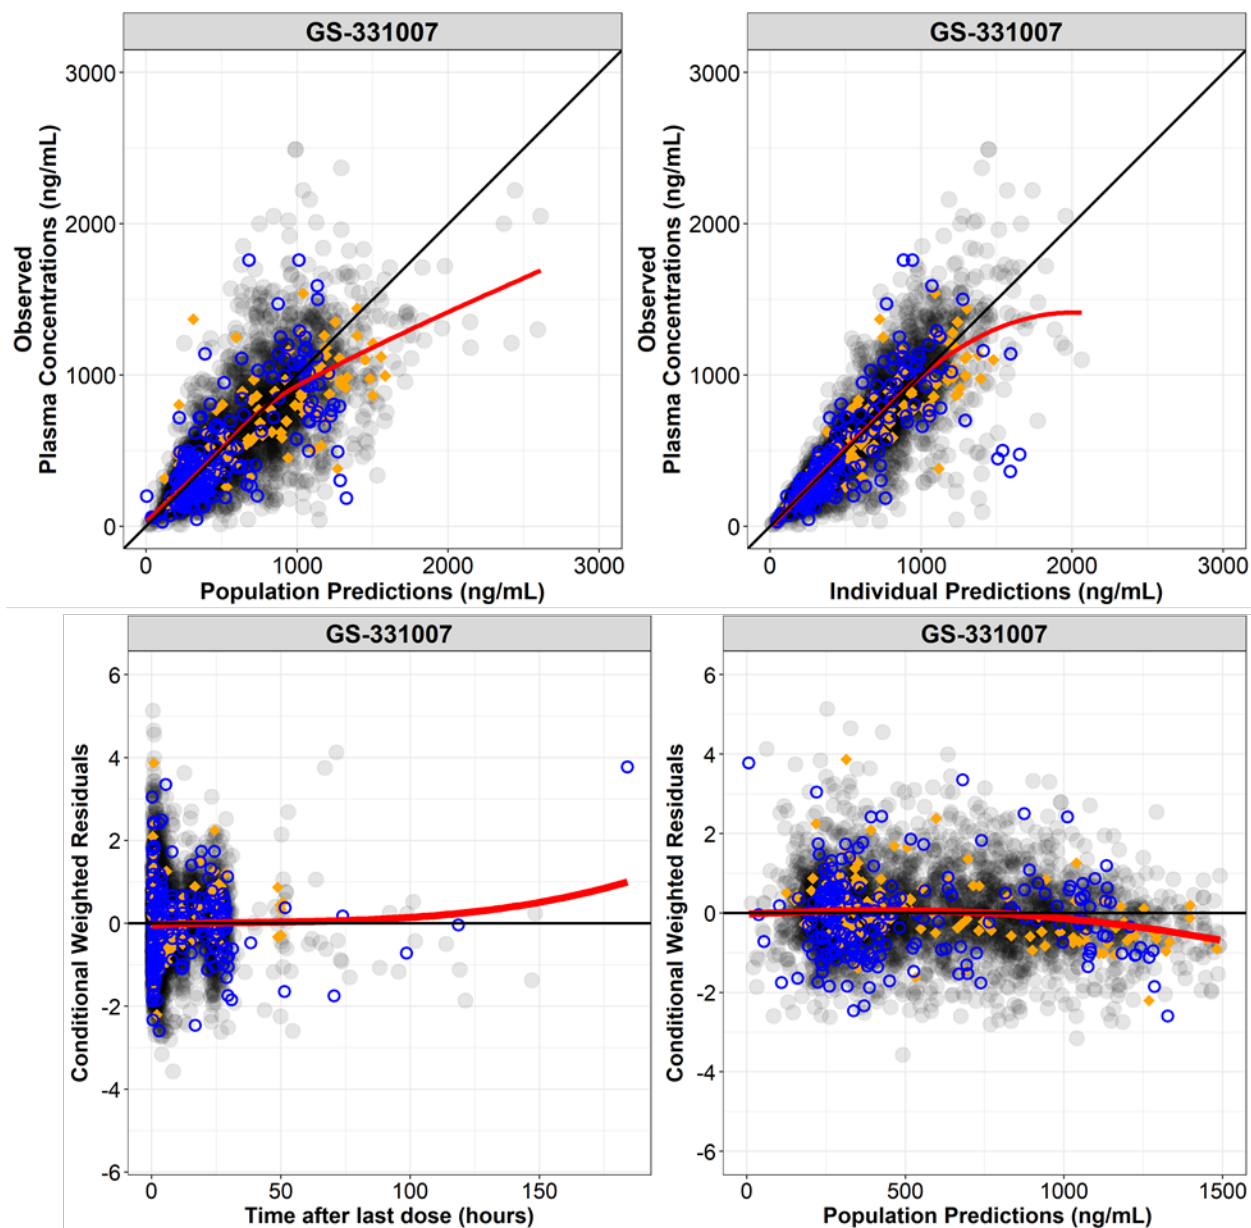 GS-331007
GS-331007
Observed
Plasma Concentrations (ng/mL)
3000
2000
1000
0
0 1000 2000 3000
Population Predictions (ng/mL)
Observed
Plasma Concentrations (ng/mL)
3000
2000
1000
0
0 1000 2000 3000
Individual Predictions (ng/mL)
GS-331007
GS-331007
Conditional Weighted Residuals
6
4
2
0
-2
-4
-6
0 50 100 150
Time after last dose (hours)
Conditional Weighted Residuals
6
4
2
0
-2
-4
-6
0 500 1000 1500
Population Predictions (ng/mL)